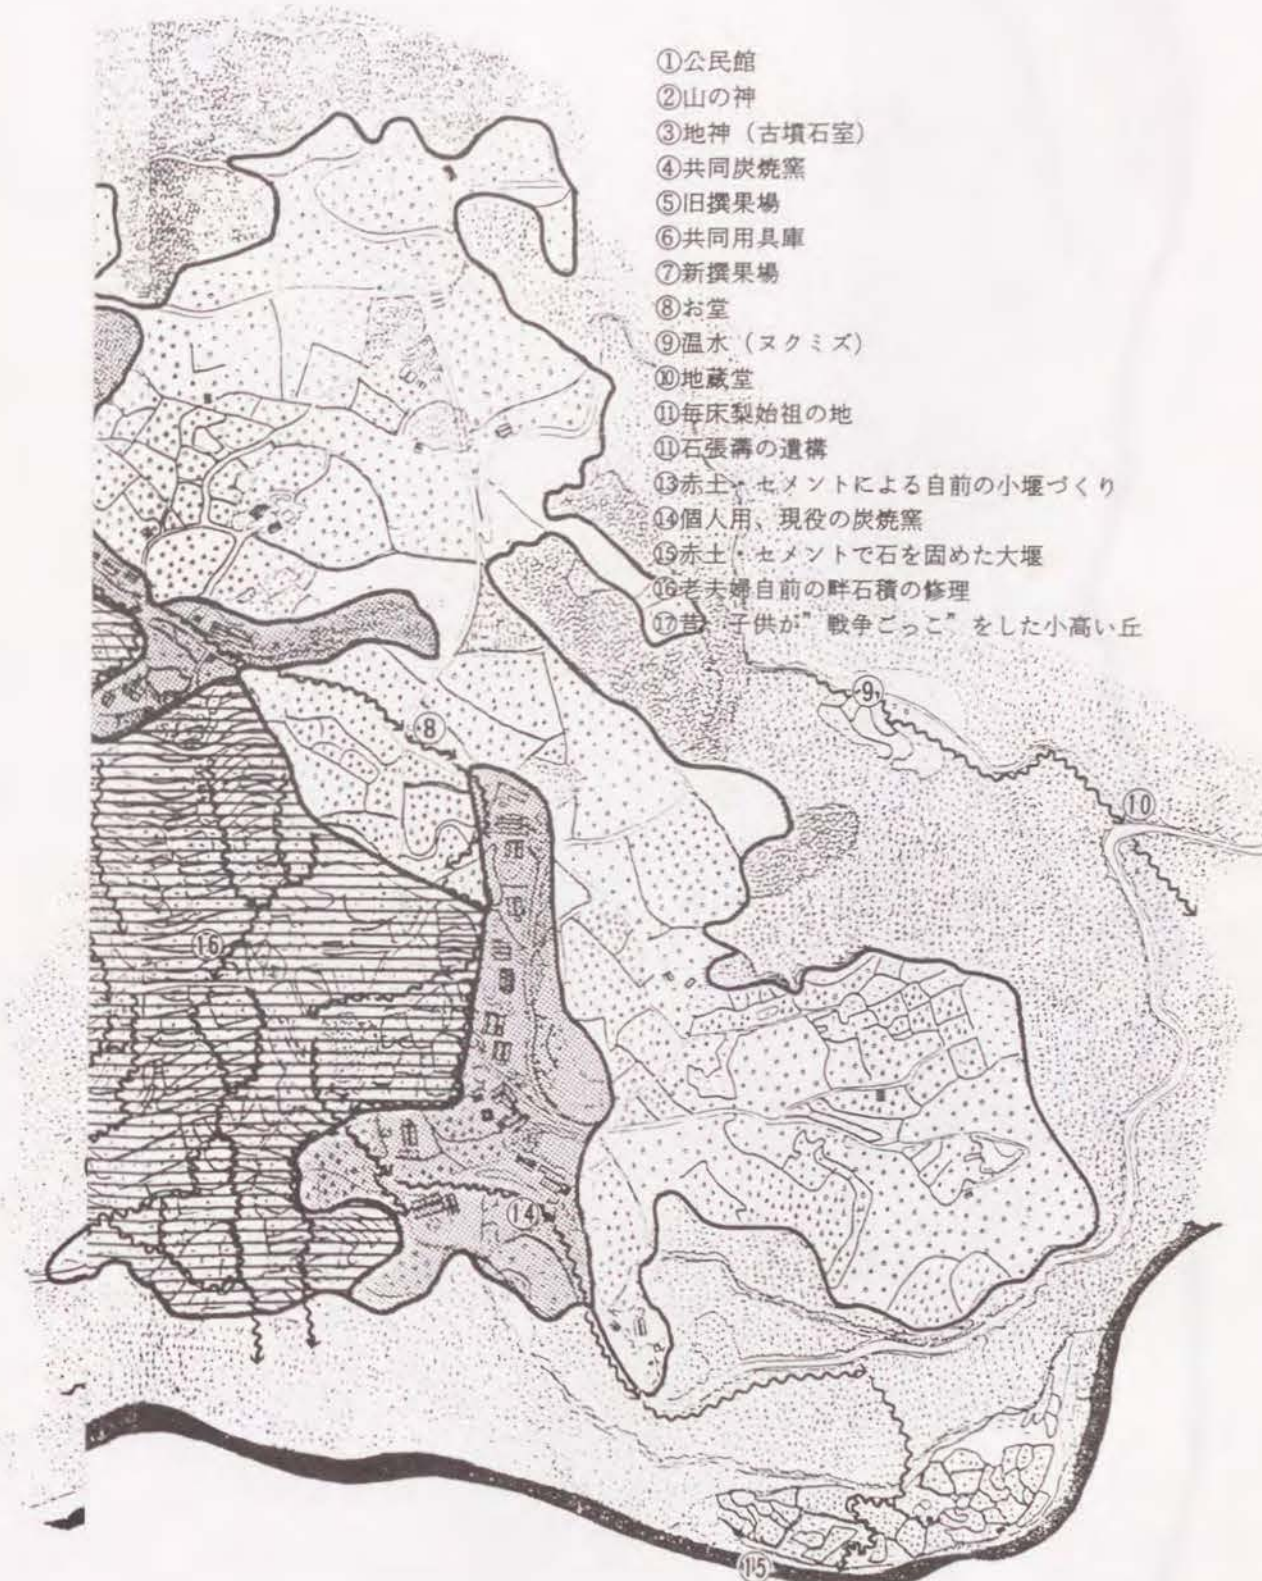 ①公民館
②山の神
③地神（古墳石室）
④共同炭焼窯
⑤旧撰果場
⑥共同用具庫
⑦新撰果場
⑧お堂
⑨温水（ヌクミズ）
⑩地蔵堂
⑪毎床梨始祖の地
⑪石張溝の遺構
⑬赤土・セメントによる自前の小堰づくり
⑭個人用、現役の炭焼窯
⑮赤土・セメントで石を固めた大堰
⑯老夫婦自前の畔石積の修理
⑰昔、子供が”戦争ごっこ”をした小高い丘
⑨
⑧
⑩
⑯
⑭
⑮